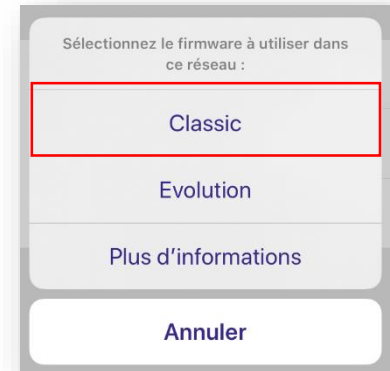 Sélectionnez le firmware à utiliser dans
ce réseau :
Classic
Evolution
Plus d’informations
Annuler